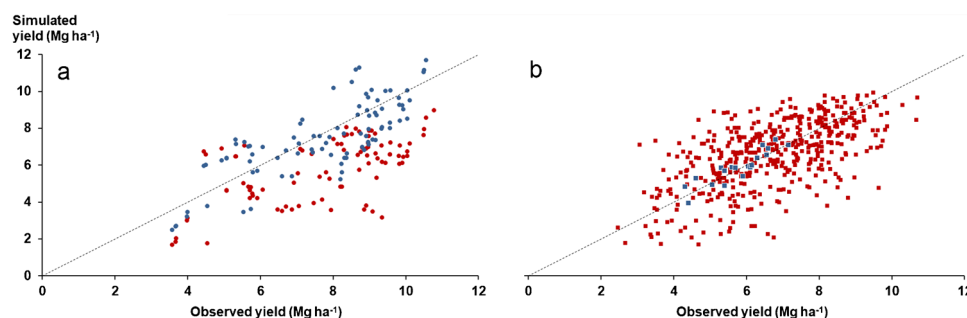 Simulated
yield (Mg ha⁻¹)
12
10
8
6
4
2
0
a
0 2 4 6 8 10 12
Observed yield (Mg ha⁻¹)
b
0 2 4 6 8 10 12
Observed yield (Mg ha⁻¹)